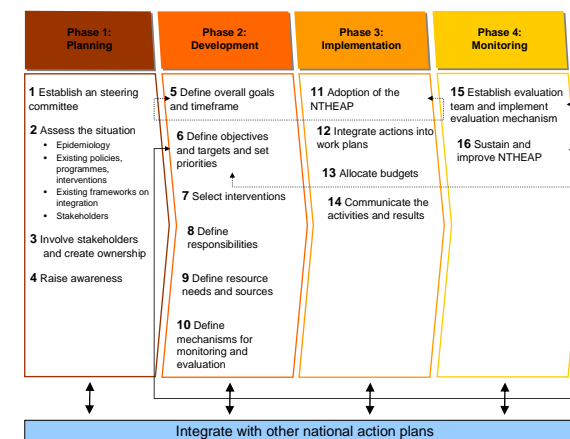 Phase 1:
Planning
Phase 2:
Development
Phase 3:
Implementation
Phase 4:
Monitoring
1 Establish an steering
committee
2 Assess the situation
• Epidemiology
• Existing policies,
programmes,
interventions
• Existing frameworks on
integration
• Stakeholders
3 Involve stakeholders
and create ownership
4 Raise awareness
5 Define overall goals
and timeframe
6 Define objectives
and targets and set
priorities
7 Select interventions
8 Define
responsibilities
9 Define resource
needs and sources
10 Define
mechanisms for
monitoring and
evaluation
11 Adoption of the
NTHEAP
12 Integrate actions into
work plans
13 Allocate budgets
14 Communicate the
activities and results
15 Establish evaluation
team and implement
evaluation mechanism
16 Sustain and
improve NTHEAP
Integrate with other national action plans